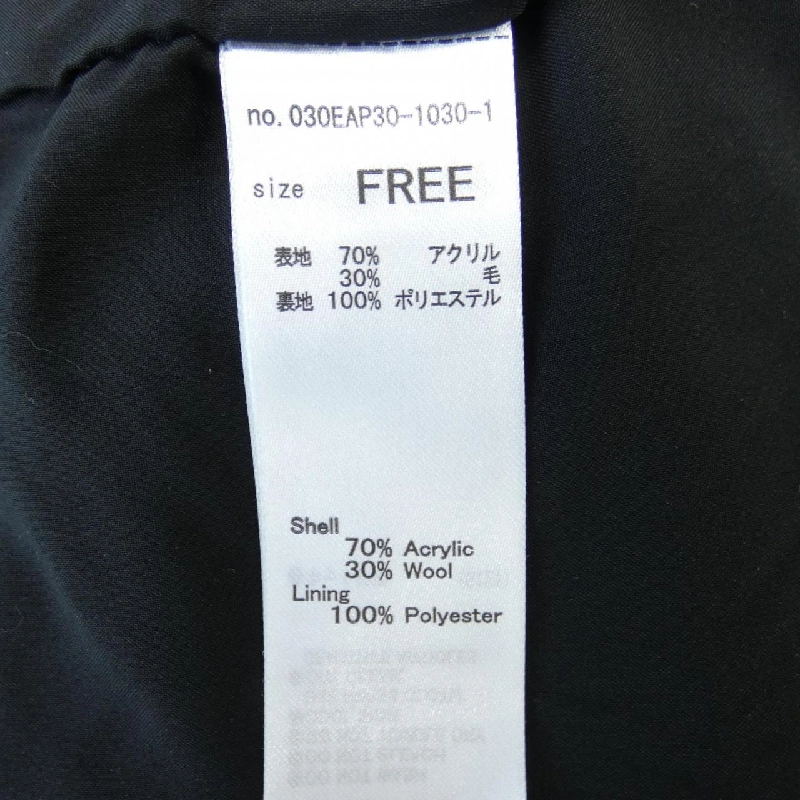 no. 030EAP30-1030-1
size FREE
表地 70% アクリル
30% 毛
裏地 100% ポリエステル
Shell
70% Acrylic
30% Wool
Lining
100% Polyester